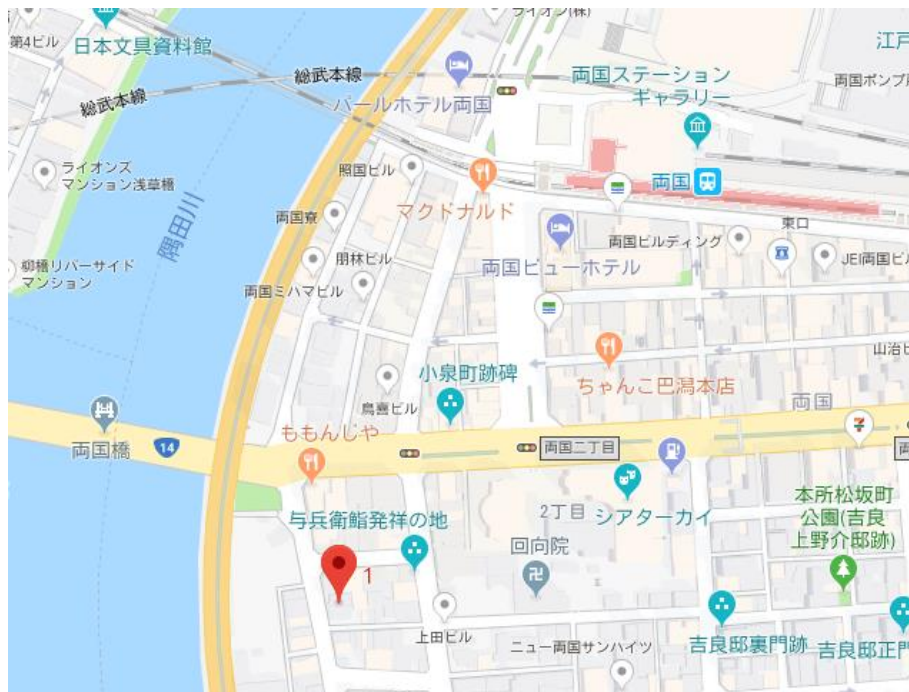 ライオン(株)
第4ビル
日本文具資料館
江戸
総武本線
総武本線
両国ステーション
ギャラリー
両国ポンプ
パールホテル両国
ライオンズ
マンション浅草橋
照国ビル
両国
マクドナルド
両国寮
東口
隅田川
朋林ビル
両国ビルディング
JEI両国ビル
柳橋リバーサイド
マンション
両国ビューホテル
両国ミハマビル
山治ビ
小泉町跡碑
ちゃんこ巴潟本店
鳥喜ビル
両国
両国橋
14
ももんじや
両国二丁目
両
7
本所松坂町
公園(吉良
上野介邸跡)
与兵衛鮨発祥の地
2丁目
シアターカイ
回向院
1
上田ビル
ニュー両国サンハイツ
吉良邸裏門跡
吉良邸正門